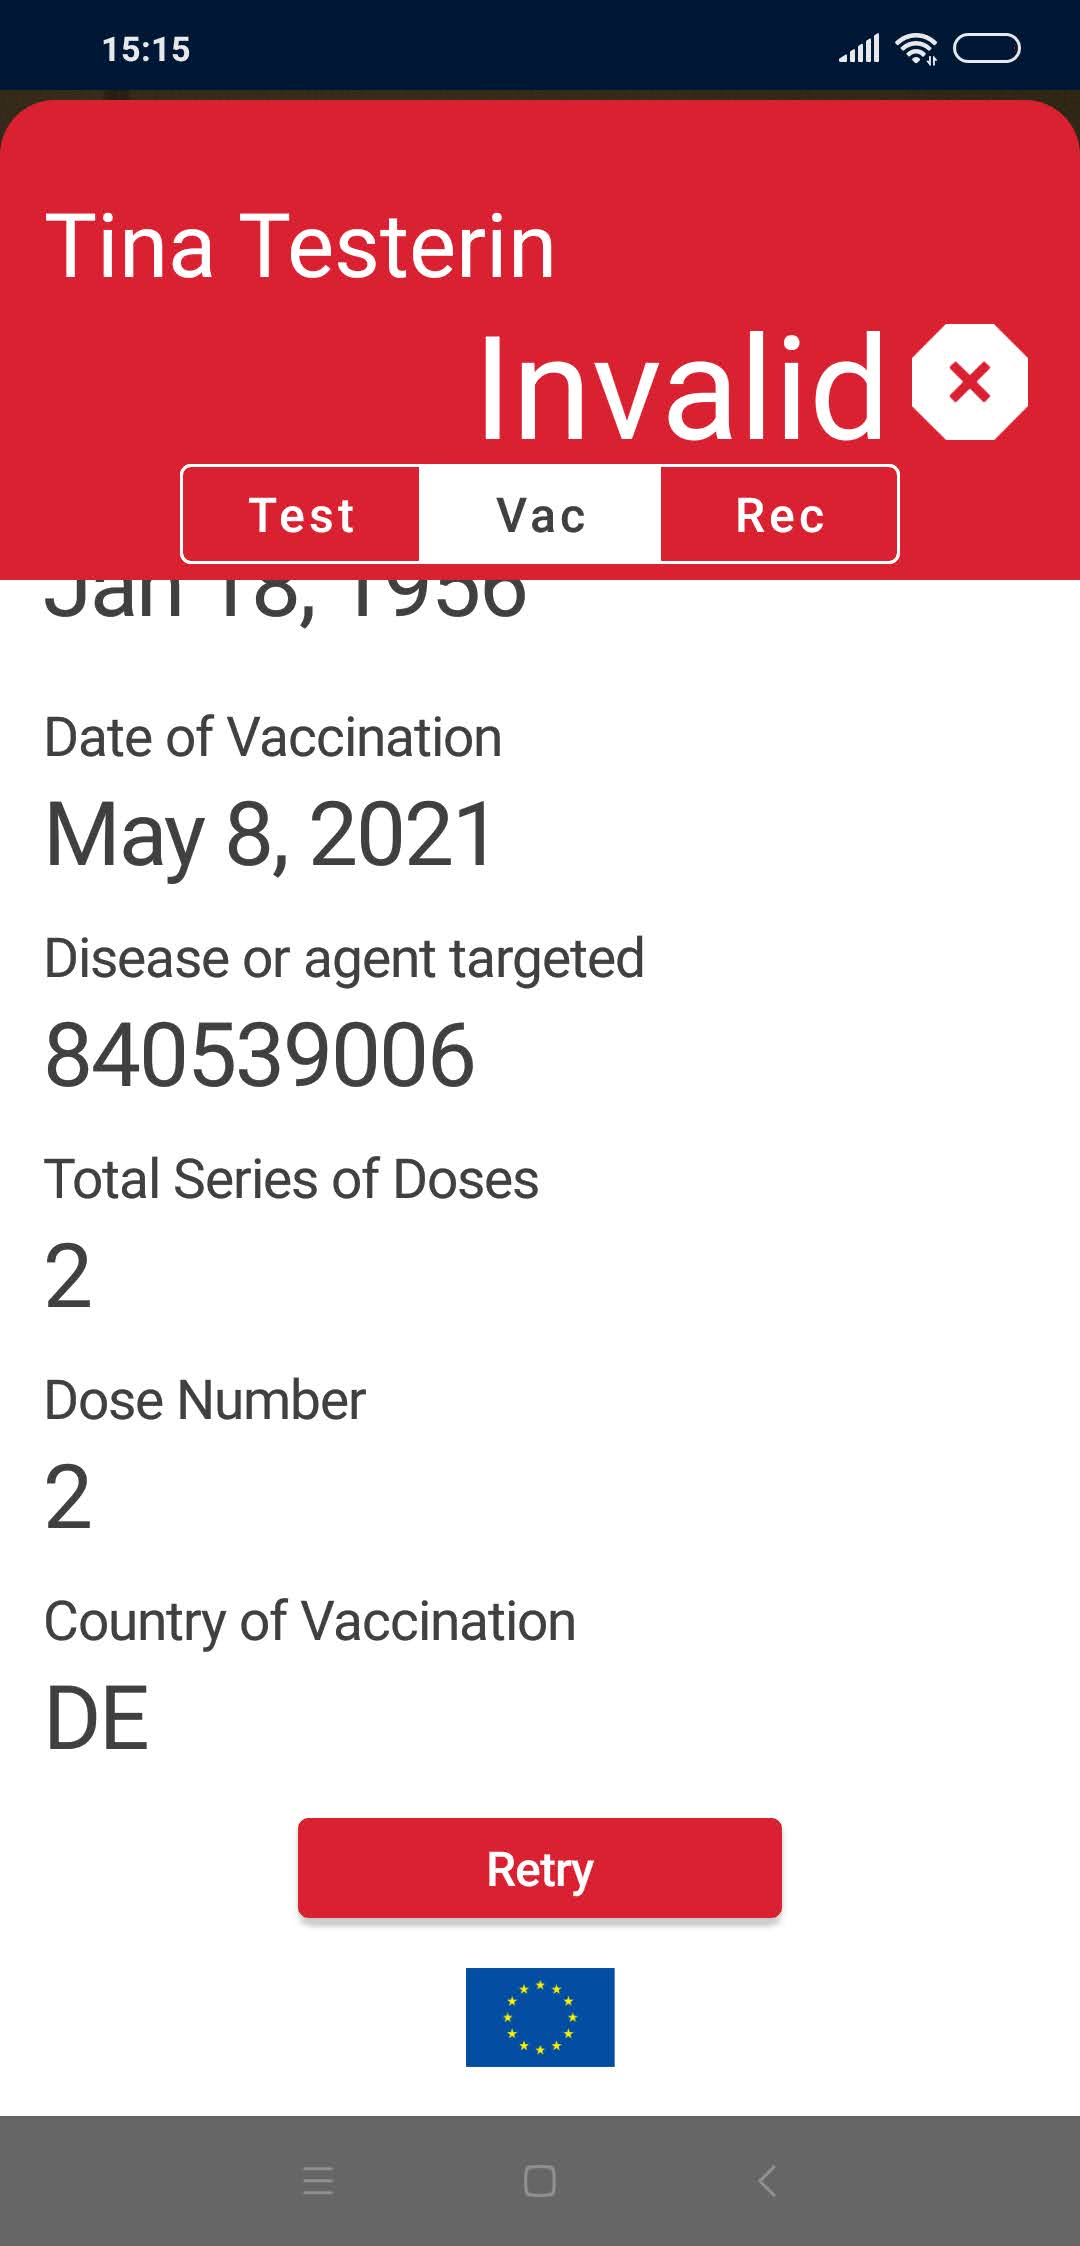 15:15
Tina Testerin
Invalid
Test Vac Rec
Jan 18, 1956
Date of Vaccination
May 8, 2021
Disease or agent targeted
840539006
Total Series of Doses
2
Dose Number
2
Country of Vaccination
DE
Retry